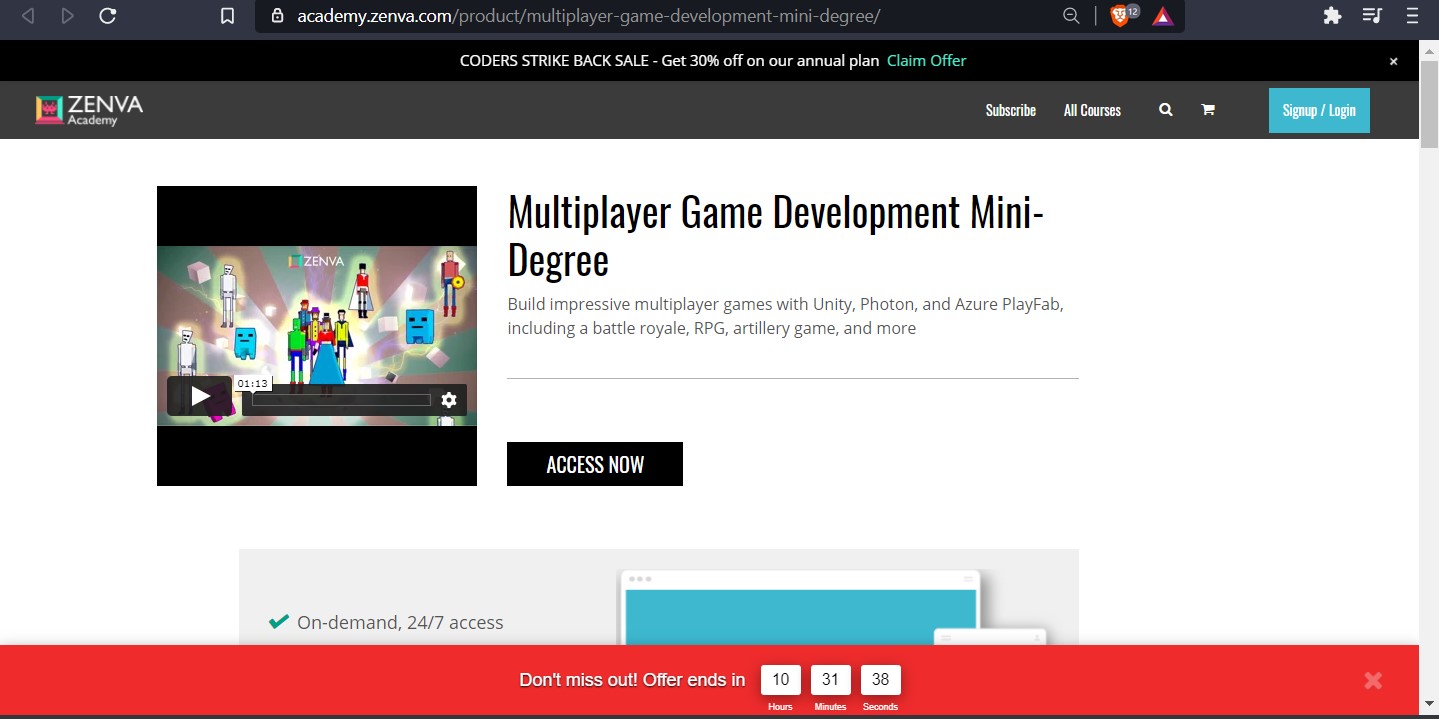 academy.zenva.com/product/multiplayer-game-development-mini-degree/
12
CODERS STRIKE BACK SALE - Get 30% off on our annual plan Claim Offer ×
ZENVA
Academy
Subscribe All Courses Signup / Login
ZENVA
01:13
Multiplayer Game Development Mini-
Degree
Build impressive multiplayer games with Unity, Photon, and Azure PlayFab,
including a battle royale, RPG, artillery game, and more
ACCESS NOW
On-demand, 24/7 access
Don't miss out! Offer ends in 10 31 38
Hours Minutes Seconds